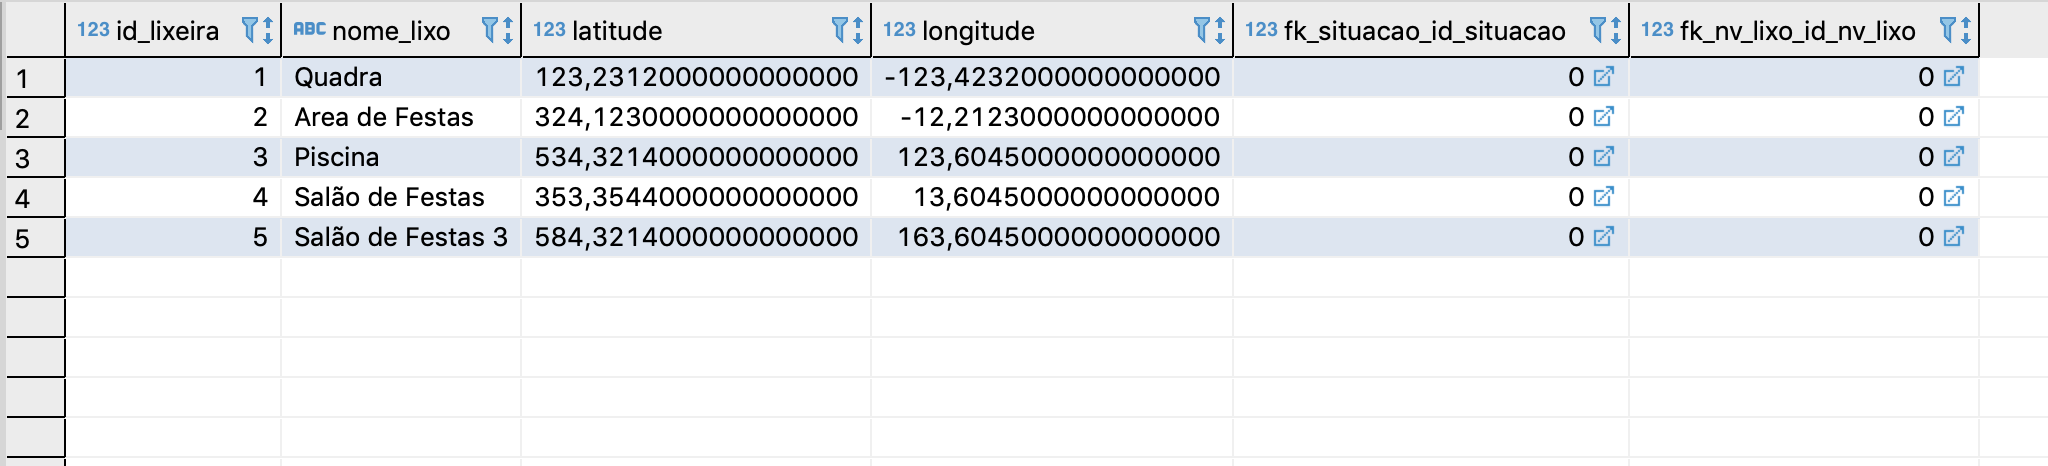 123 id_lixeira ABC nome_lixo 123 latitude 123 longitude 123 fk_situacao_id_situacao 123 fk_nv_lixo_id_nv_lixo
1 1 Quadra 123,2312000000000000 -123,4232000000000000 0 0
2 2 Area de Festas 324,1230000000000000 -12,2123000000000000 0 0
3 3 Piscina 534,3214000000000000 123,6045000000000000 0 0
4 4 Salão de Festas 353,3544000000000000 13,6045000000000000 0 0
5 5 Salão de Festas 3 584,3214000000000000 163,6045000000000000 0 0